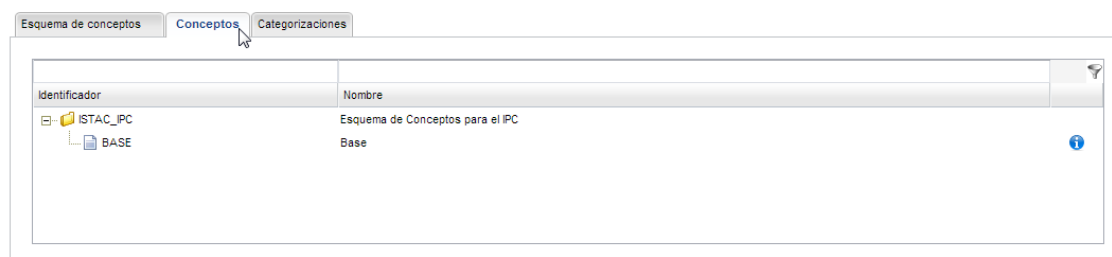 Esquema de conceptos Conceptos Categorizaciones
Identificador Nombre
ISTAC_IPC Esquema de Conceptos para el IPC
BASE Base